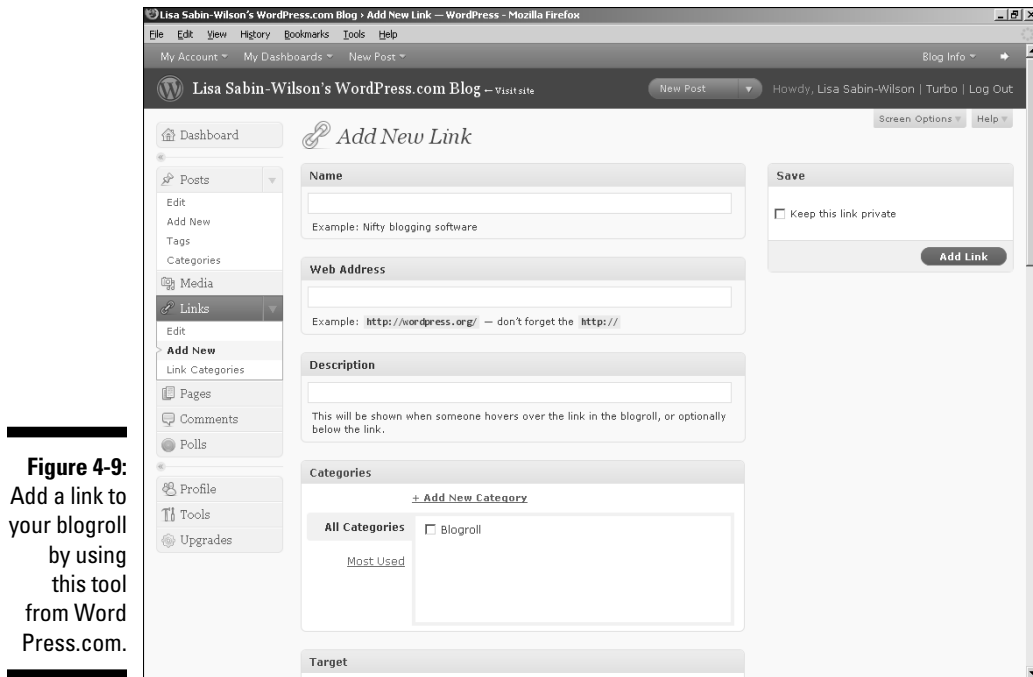 Lisa Sabin-Wilson's WordPress.com Blog › Add New Link — WordPress - Mozilla Firefox
File Edit View History Bookmarks Tools Help
My Account My Dashboards New Post Blog Info
Lisa Sabin-Wilson's WordPress.com Blog – Visit site New Post Howdy, Lisa Sabin-Wilson | Turbo | Log Out
Screen Options Help
Dashboard
Posts
Edit
Add New
Tags
Categories
Media
Links
Edit
Add New
Link Categories
Pages
Comments
Polls
Profile
Tools
Upgrades
Add New Link
Name
Example: Nifty blogging software
Web Address
Example: http://wordpress.org/ — don't forget the http://
Description
This will be shown when someone hovers over the link in the blogroll, or optionally
below the link.
Categories
+ Add New Category
All Categories
Blogroll
Most Used
Target
Save
Keep this link private
Add Link
Figure 4-9:
Add a link to
your blogroll
by using
this tool
from Word
Press.com.